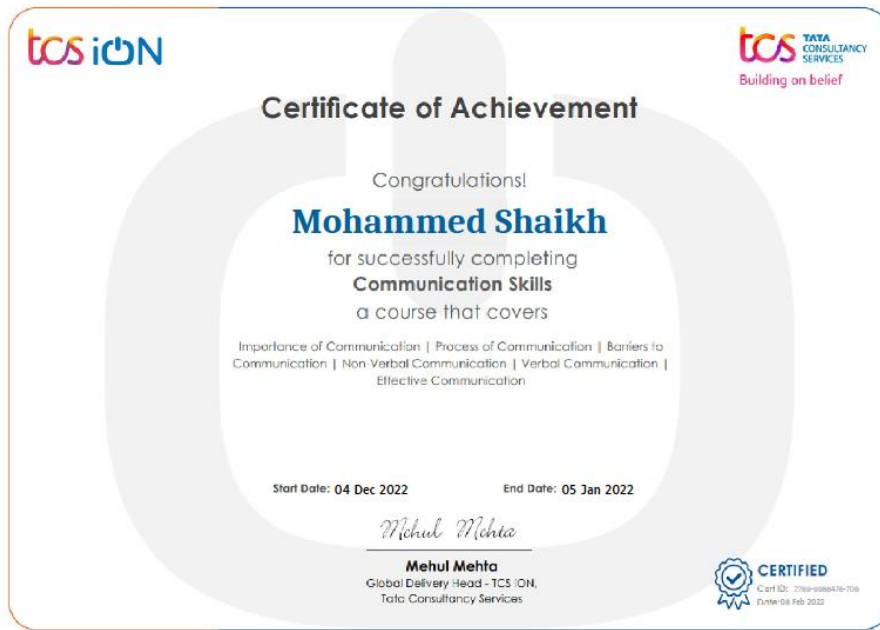 tcs iON
tcs TATA
CONSULTANCY
SERVICES
Building on belief
Certificate of Achievement
Congratulations!
Mohammed Shaikh
for successfully completing
Communication Skills
a course that covers
Importance of Communication | Process of Communication | Barriers to
Communication | Non-Verbal Communication | Verbal Communication |
Effective Communication
Start Date: 04 Dec 2022
End Date: 05 Jan 2022
Mehul Mehta
Mehul Mehta
Global Delivery Head - TCS iON,
Tata Consultancy Services
CERTIFIED
Cert ID:
Date: 08 Feb 2022